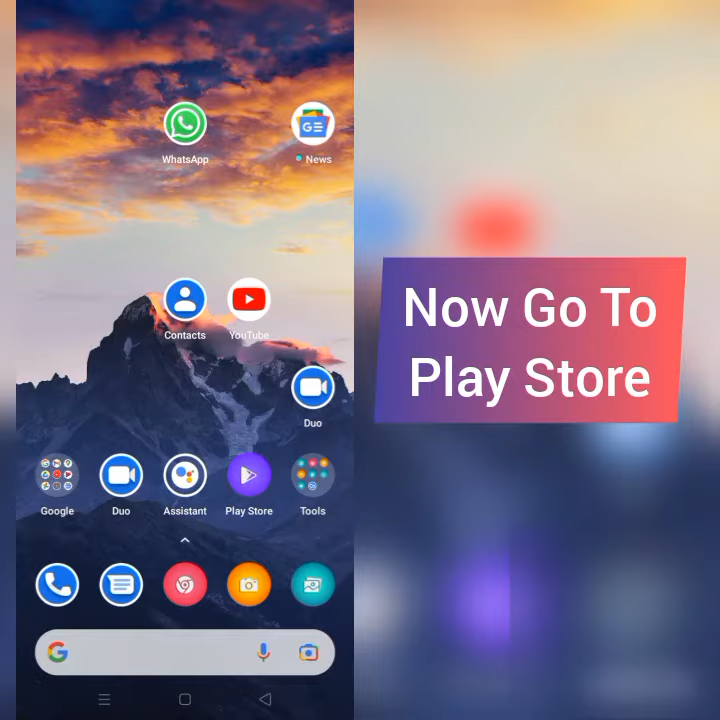 WhatsApp
News
Contacts
YouTube
Duo
Google
Duo
Assistant
Play Store
Tools
Now Go To
Play Store